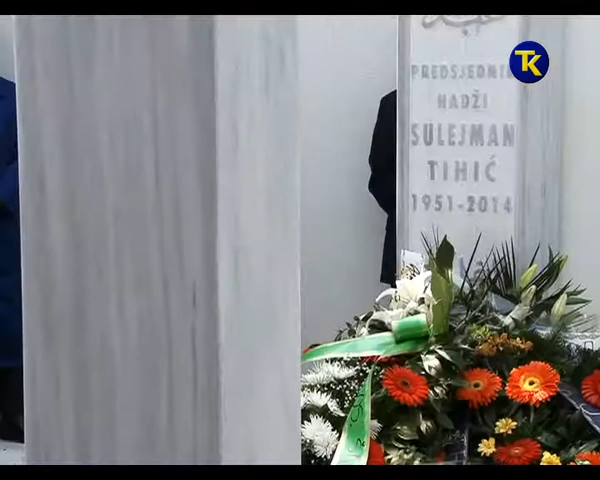 PREDSJEDNIK
HADŽI
SULEJMAN
TIHIĆ
1951-2014
TK